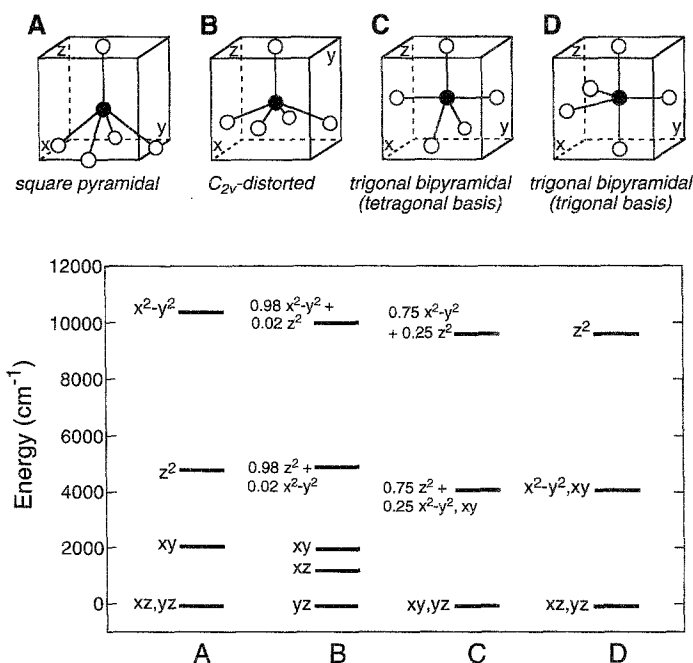 A B C D
z z y z z
x y x x y x y
square pyramidal
C₂ᵥ-distorted
trigonal bipyramidal
(tetragonal basis)
trigonal bipyramidal
(trigonal basis)
Energy (cm⁻¹)
12000
10000
8000
6000
4000
2000
0
x²-y²
z²
xy
xz,yz
0.98 x²-y² +
0.02 z²
0.98 z² +
0.02 x²-y²
xy
xz
yz
0.75 x²-y²
+ 0.25 z²
0.75 z² +
0.25 x²-y², xy
xy,yz
z²
x²-y²,xy
xz,yz
A B C D